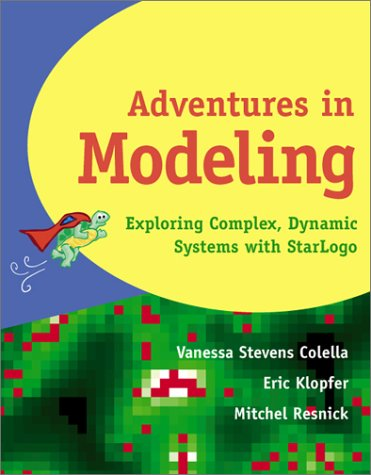 Adventures in
Modeling
Exploring Complex, Dynamic
Systems with StarLogo
Vanessa Stevens Colella
Eric Klopfer
Mitchel Resnick